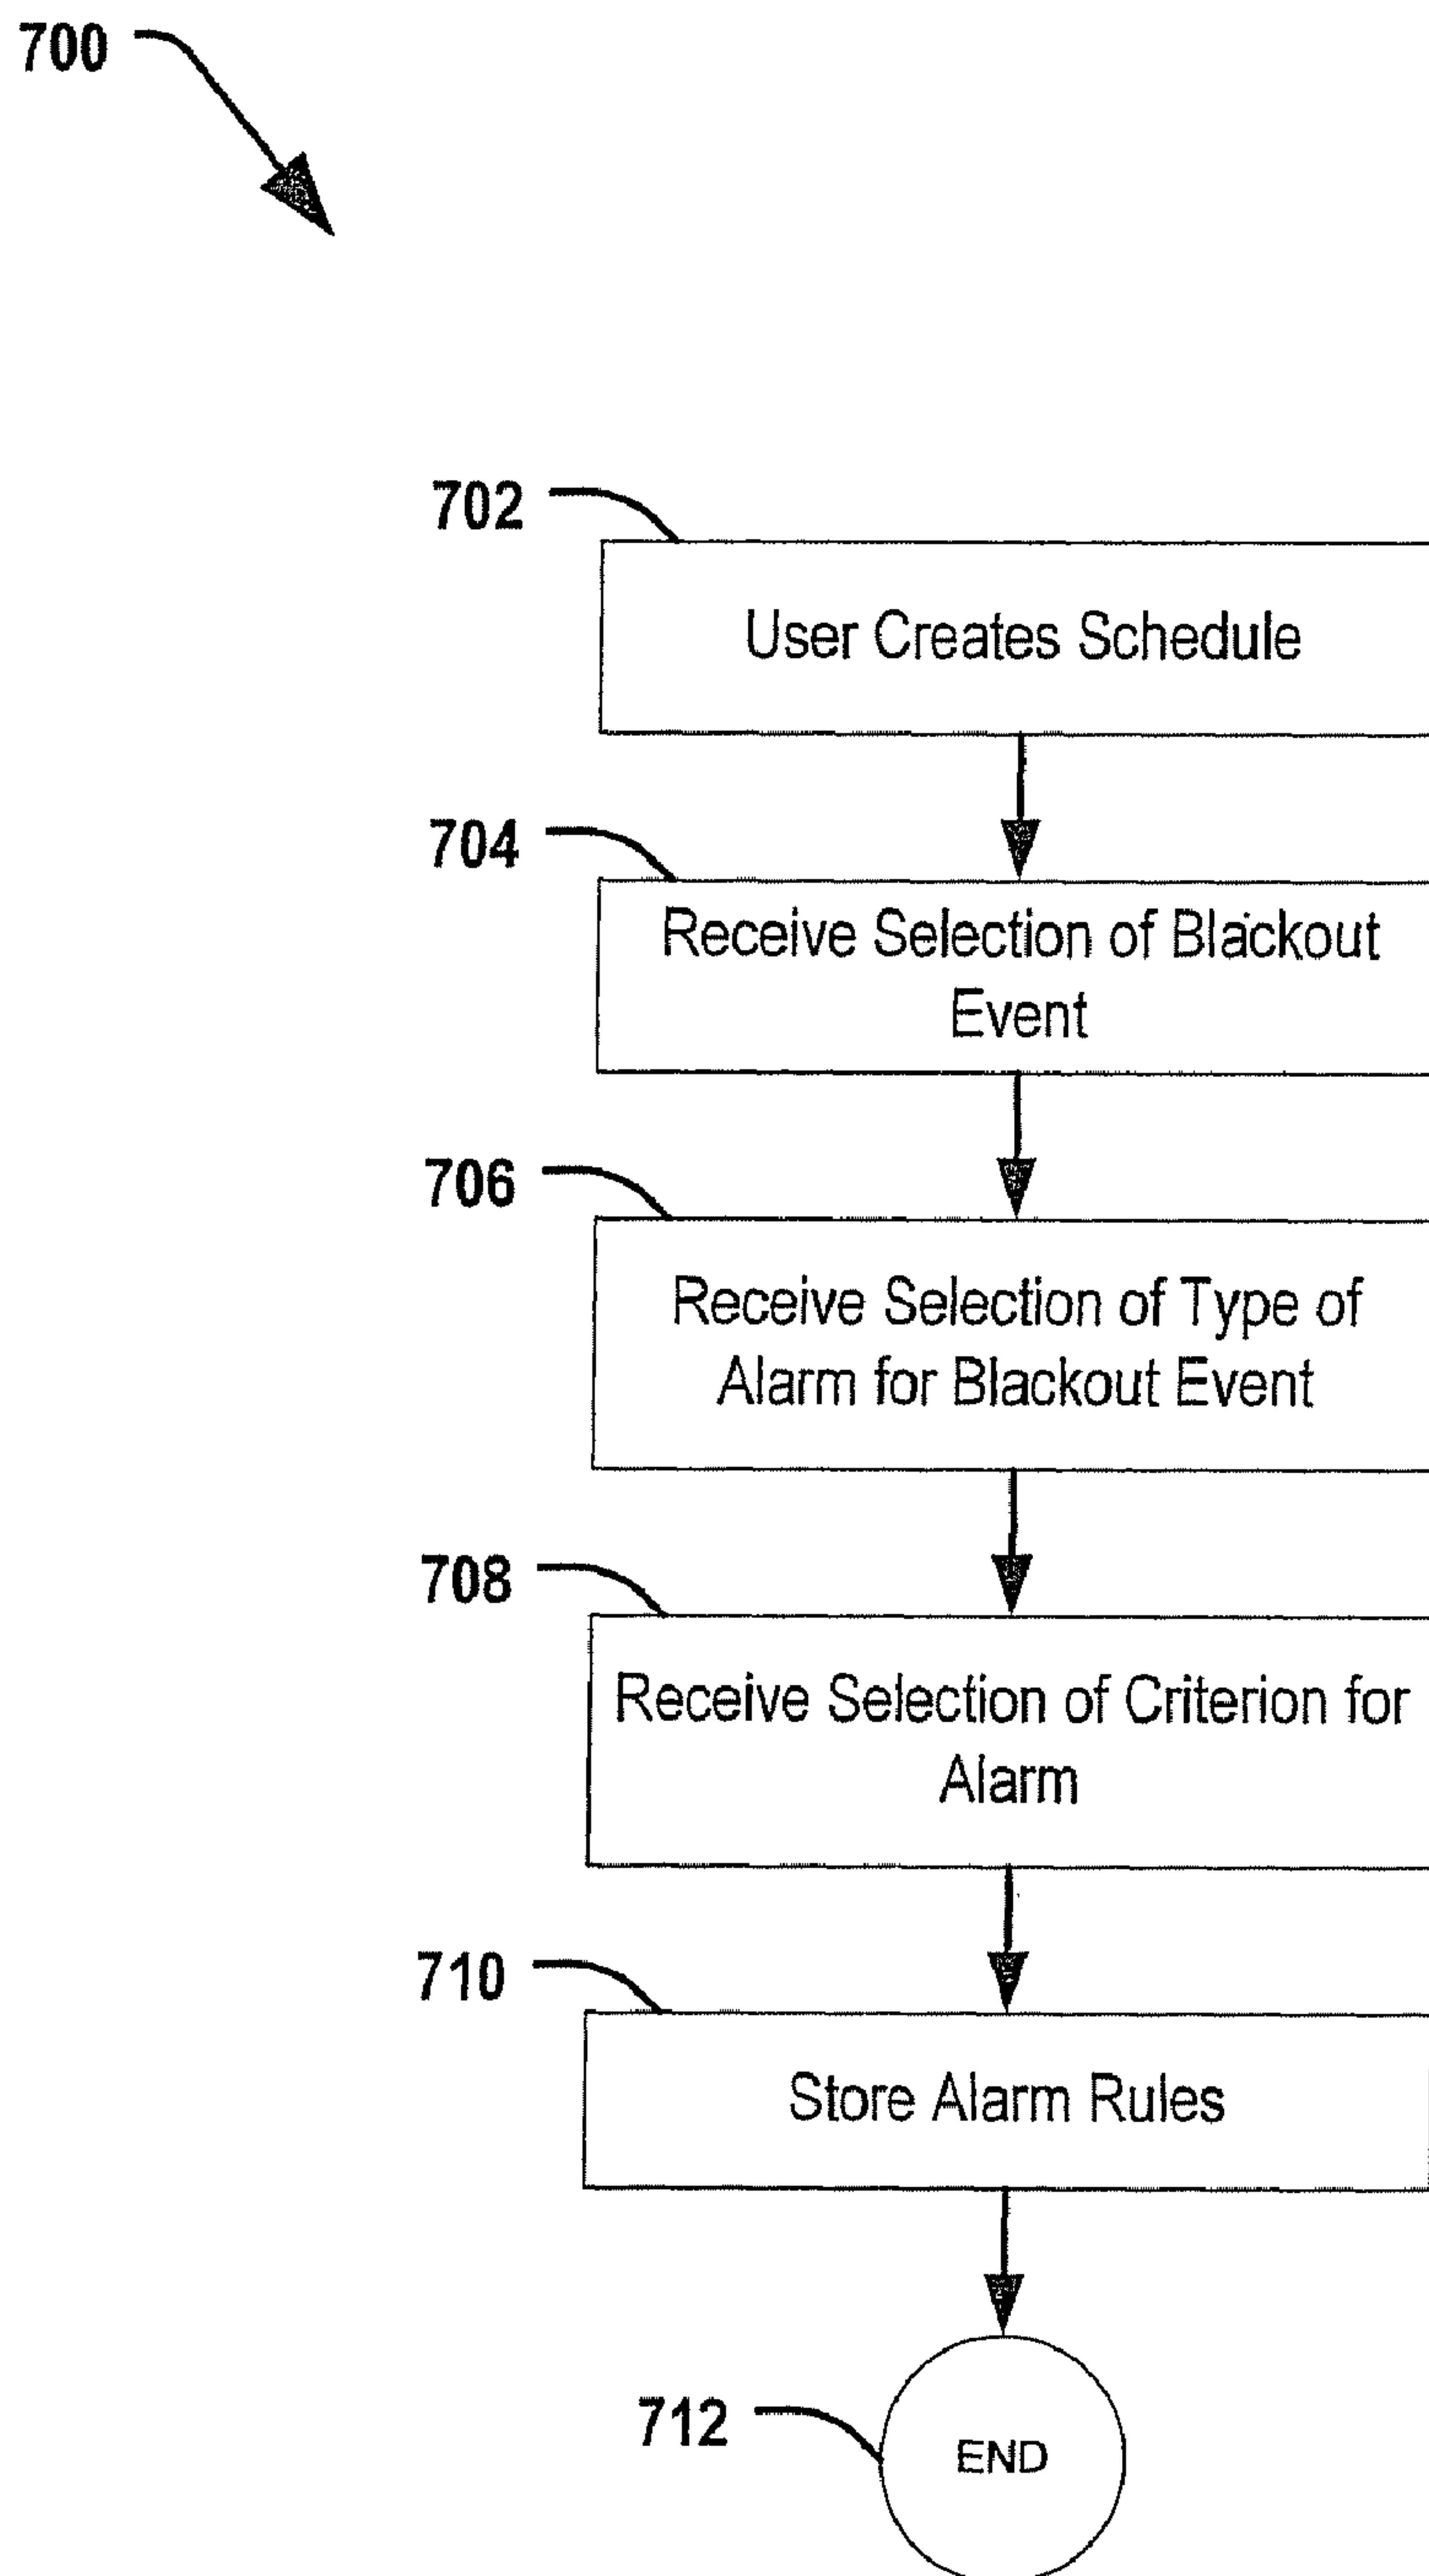 700
702
User Creates Schedule
704
Receive Selection of Blackout
Event
706
Receive Selection of Type of
Alarm for Blackout Event
708
Receive Selection of Criterion for
Alarm
710
Store Alarm Rules
712
END